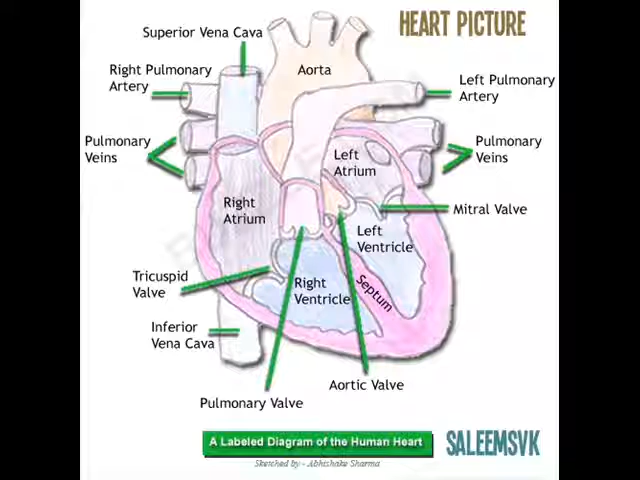 HEART PICTURE
Superior Vena Cava
Aorta
Right Pulmonary
Artery
Left Pulmonary
Artery
Pulmonary
Veins
Pulmonary
Veins
Left
Atrium
Right
Atrium
Mitral Valve
Left
Ventricle
Tricuspid
Valve
Right
Ventricle
Septum
Inferior
Vena Cava
Aortic Valve
Pulmonary Valve
A Labeled Diagram of the Human Heart
SALEEMSVK
Sketched by:- Abhishake Sharma